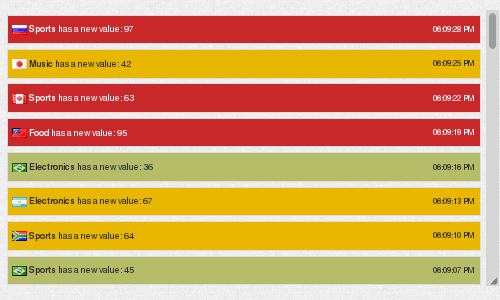 Sports has a new value: 97 06:09:28 PM
Music has a new value: 42 06:09:25 PM
Sports has a new value: 63 06:09:22 PM
Food has a new value: 95 06:09:19 PM
Electronics has a new value: 36 06:09:16 PM
Electronics has a new value: 67 06:09:13 PM
Sports has a new value: 64 06:09:10 PM
Sports has a new value: 45 06:09:07 PM